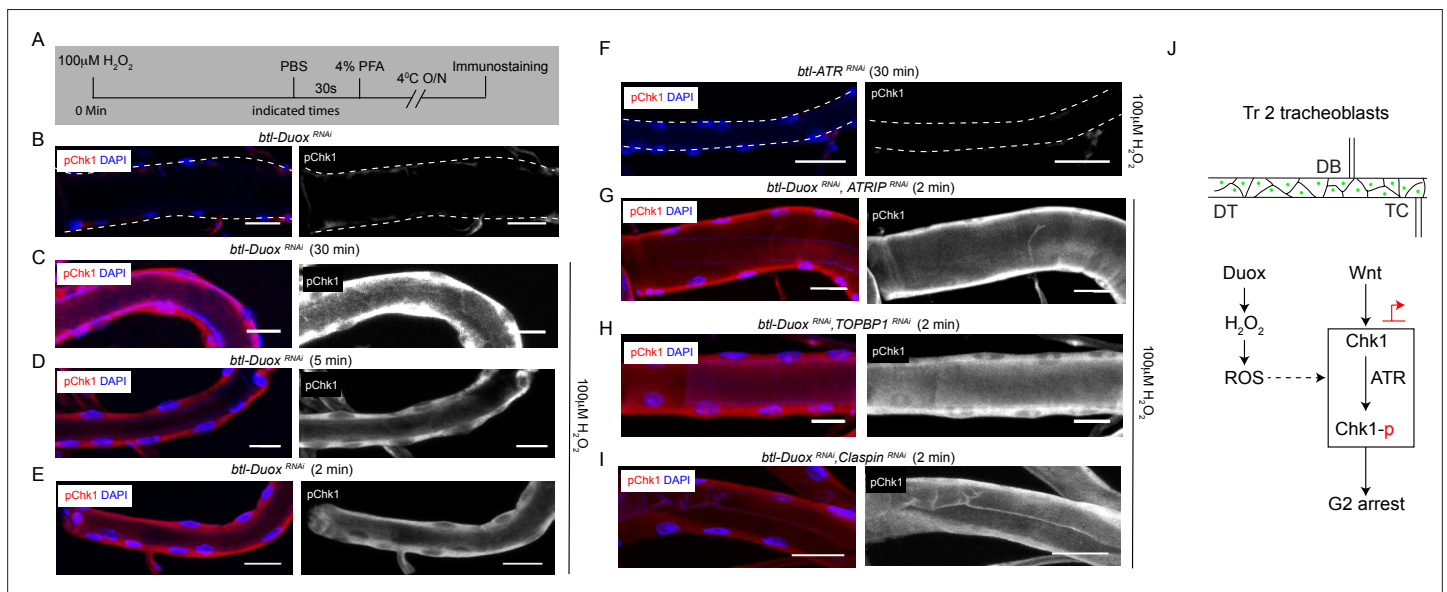 A
100μM H₂O₂
PBS
4% PFA
Immunostaining
30s
4⁰C O/N
0 Min
indicated times
B
btl-Duox ᴿᴺᴬⁱ
pChk1 DAPI
pChk1
C
btl-Duox ᴿᴺᴬⁱ (30 min)
pChk1 DAPI
pChk1
D
btl-Duox ᴿᴺᴬⁱ (5 min)
pChk1 DAPI
pChk1
E
btl-Duox ᴿᴺᴬⁱ (2 min)
pChk1 DAPI
pChk1
100μM H₂O₂
F
btl-ATR ᴿᴺᴬⁱ (30 min)
pChk1 DAPI
pChk1
100μM H₂O₂
G
btl-Duox ᴿᴺᴬⁱ, ATRIP ᴿᴺᴬⁱ (2 min)
pChk1 DAPI
pChk1
H
btl-Duox ᴿᴺᴬⁱ,TOPBP1 ᴿᴺᴬⁱ (2 min)
pChk1 DAPI
pChk1
I
btl-Duox ᴿᴺᴬⁱ,Claspin ᴿᴺᴬⁱ (2 min)
pChk1 DAPI
pChk1
100μM H₂O₂
J
Tr 2 tracheoblasts
DB
DT
TC
Duox
Wnt
H₂O₂
Chk1
ROS
ATR
Chk1-p
G2 arrest